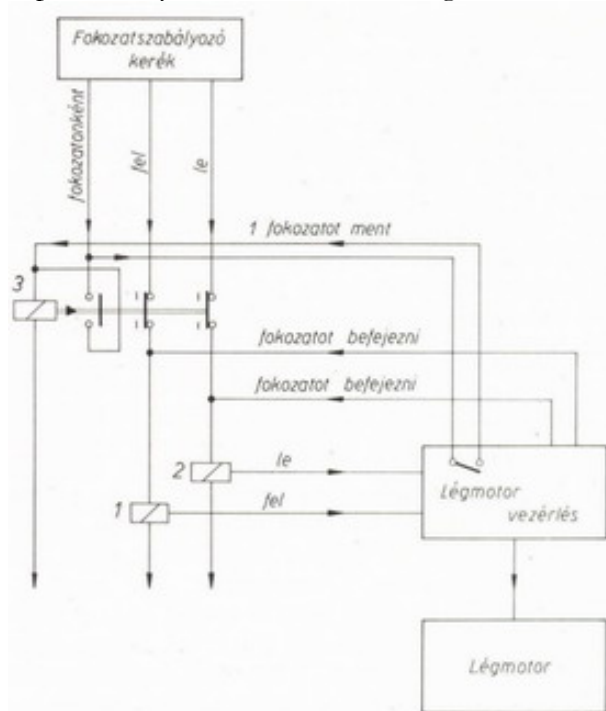 Fokozatszabályozó
kerék
fokozatonként
fel
le
1 fokozatot ment
3
fokozatot befejezni
fokozatot befejezni
2
le
1
fel
Légmotor
vezérlés
Légmotor